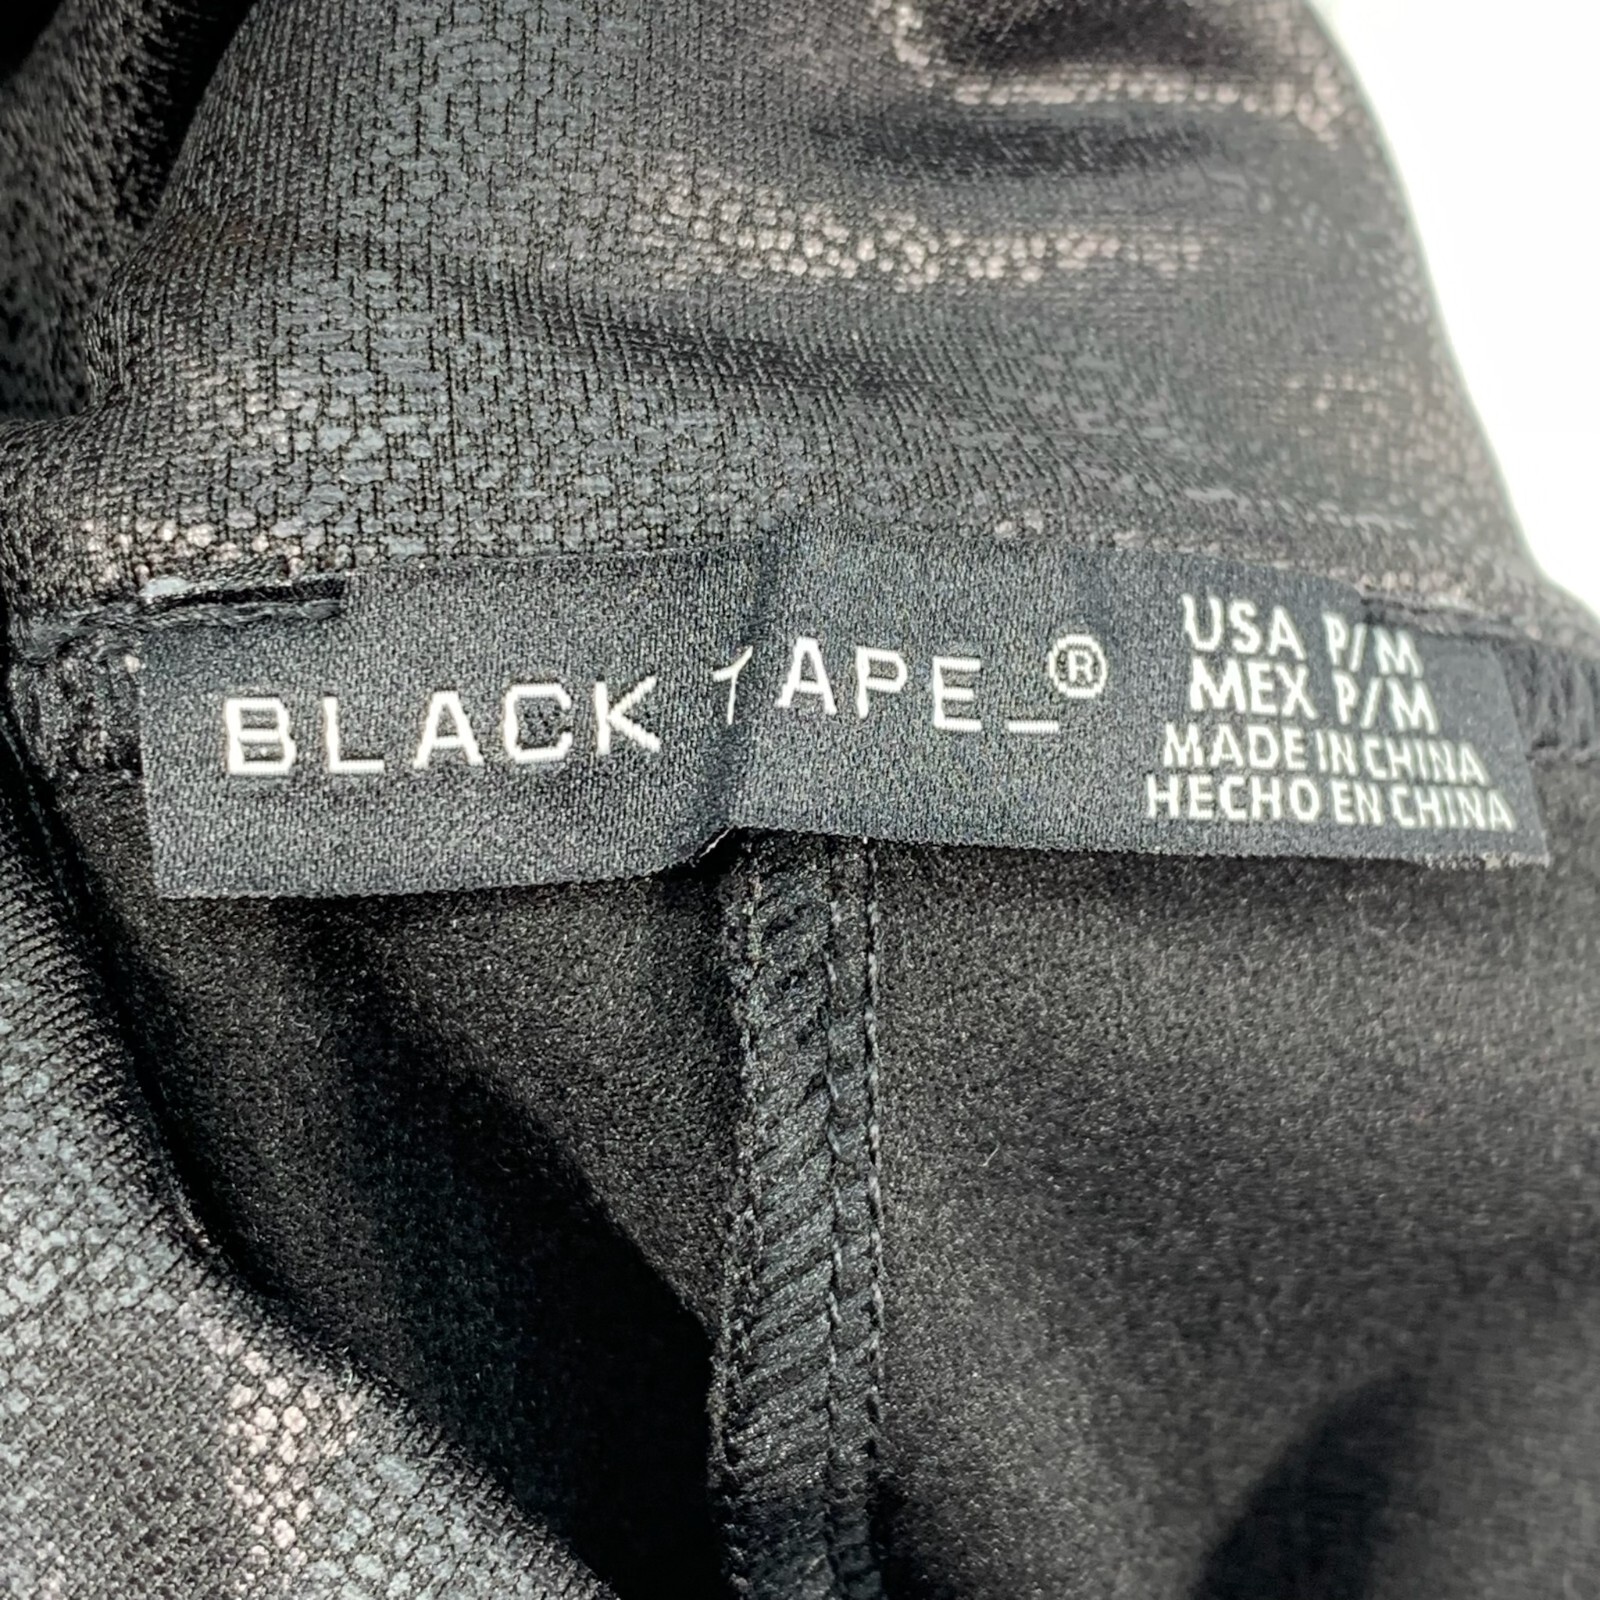 BLACK TAPE_®
USA P/M
MEX P/M
MADE IN CHINA
HECHO EN CHINA